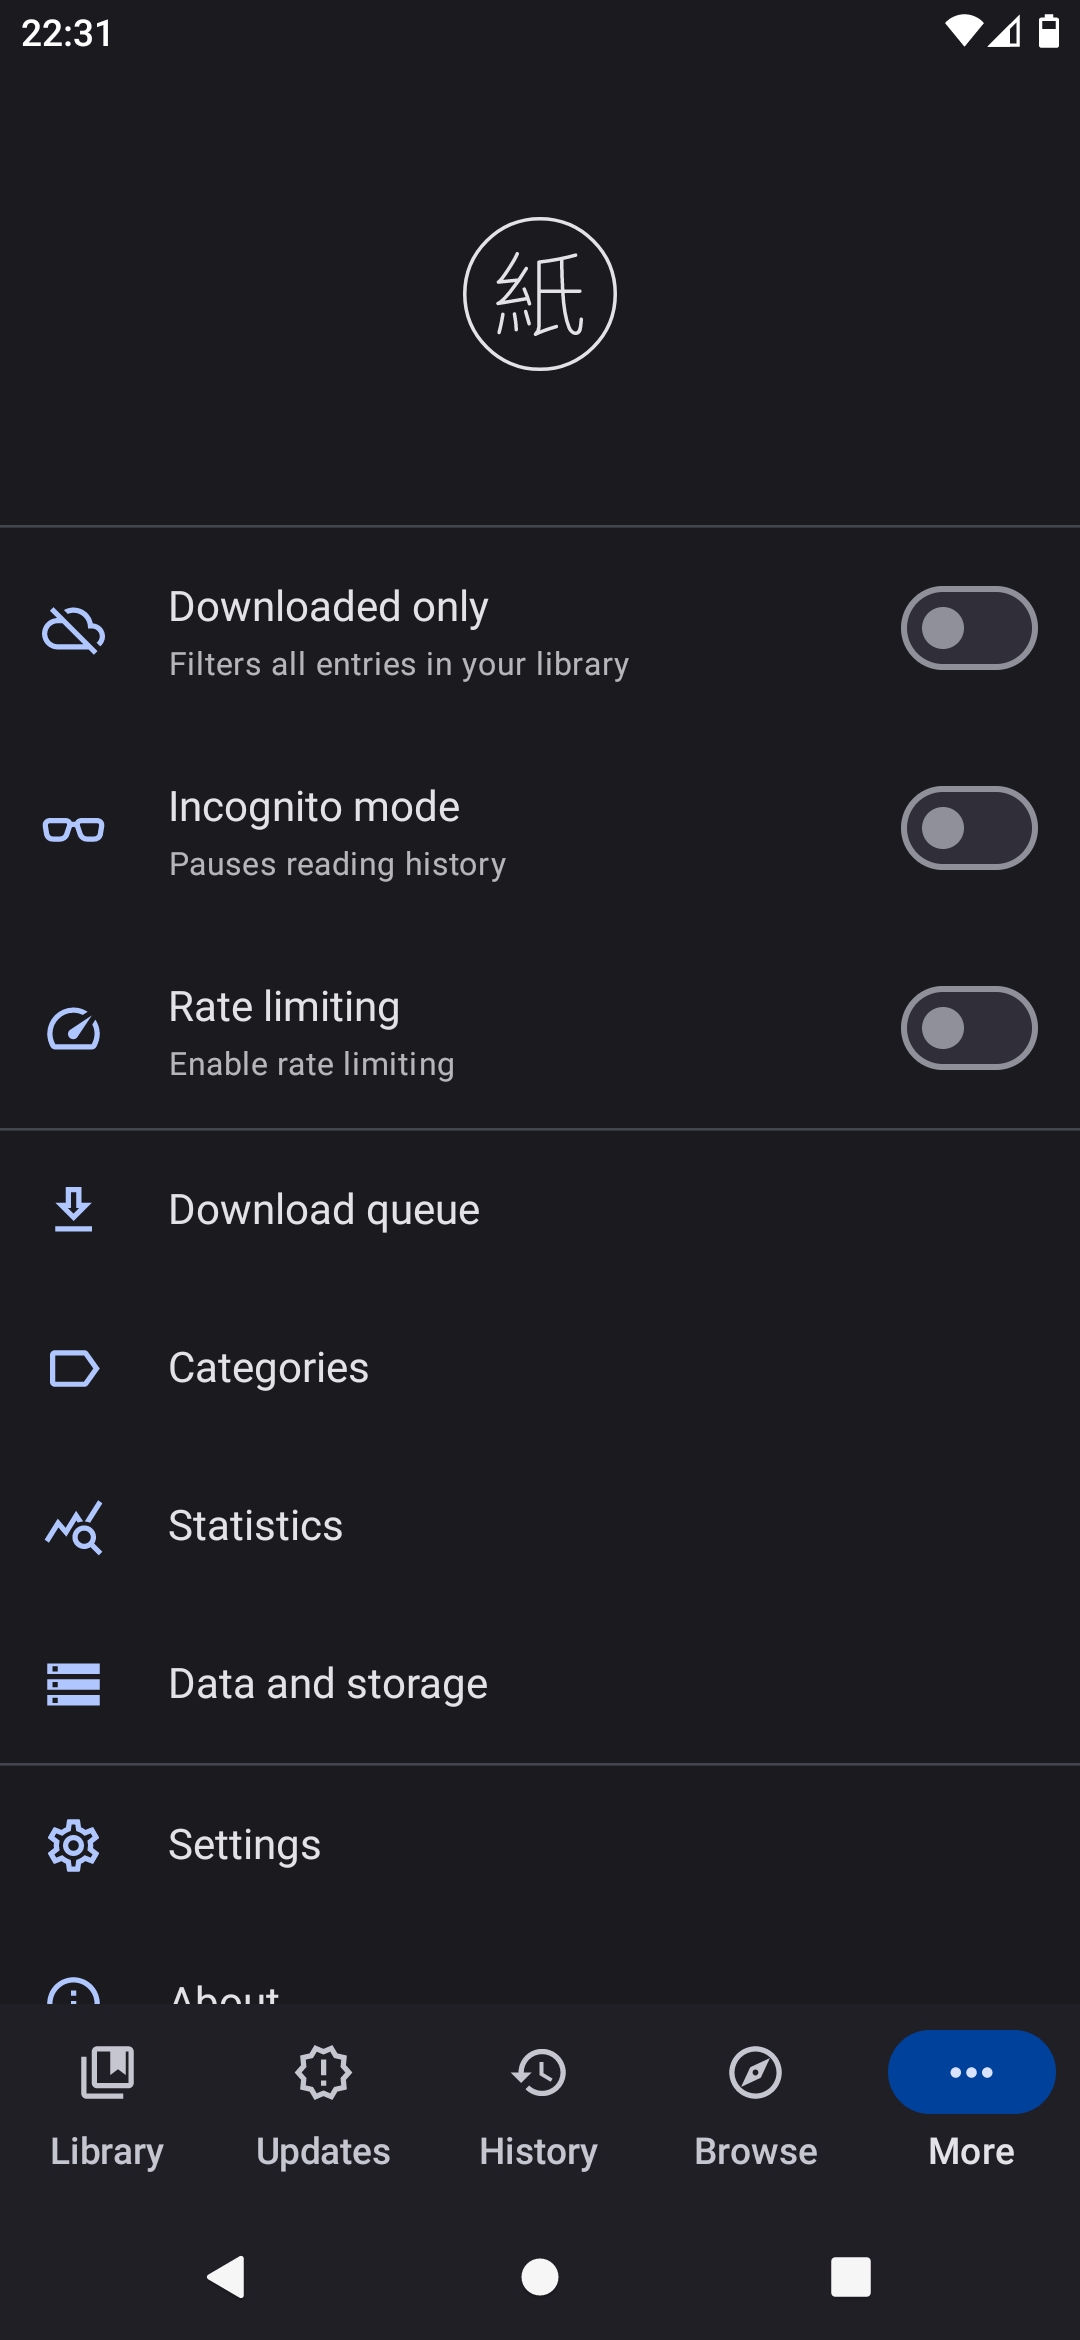 22:31
紙
Downloaded only
Filters all entries in your library
Incognito mode
Pauses reading history
Rate limiting
Enable rate limiting
Download queue
Categories
Statistics
Data and storage
Settings
About
Library
Updates
History
Browse
More